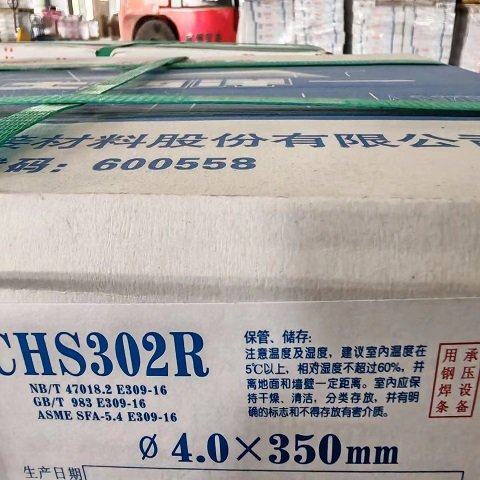 材料股份有限公司
码: 600558
CHS302R
NB/T 47018.2 E309-16
GB/T 983 E309-16
ASME SFA-5.4 E309-16
保管、储存:
注意温度及湿度，建议室内温度在
5℃以上，相对湿度不超过60%，并
离地面和墙壁一定距离。室内应保
持干燥、清洁，分类存放，并有明
确的标志和不得存放有害介质。
承压设备
用钢焊条
ø 4.0×350mm
生产日期